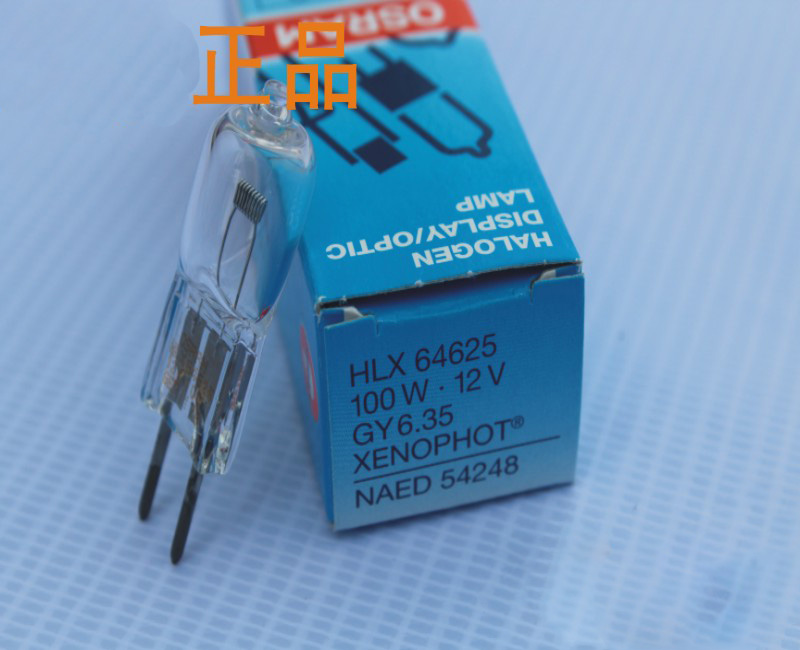 正品
OSRAM
HALOGEN
DISPLAY/OPTIC
LAMP
HLX 64625
100 W · 12 V
GY6.35
XENOPHOT®
NAED 54248